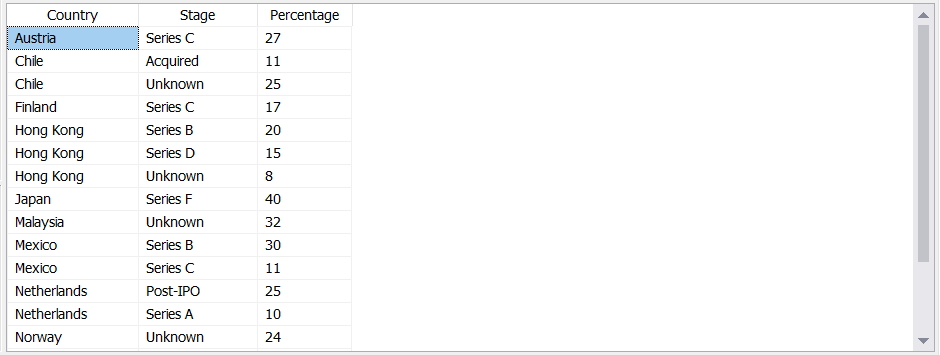 Country Stage Percentage
Austria Series C 27
Chile Acquired 11
Chile Unknown 25
Finland Series C 17
Hong Kong Series B 20
Hong Kong Series D 15
Hong Kong Unknown 8
Japan Series F 40
Malaysia Unknown 32
Mexico Series B 30
Mexico Series C 11
Netherlands Post-IPO 25
Netherlands Series A 10
Norway Unknown 24